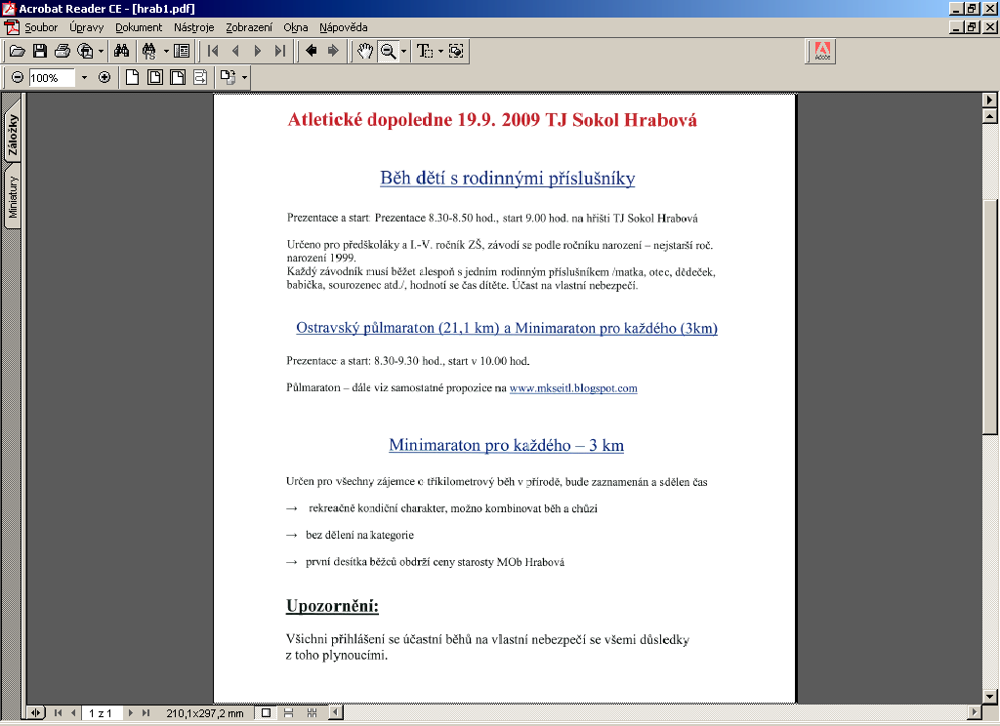 Acrobat Reader CE - [hrab1.pdf]
Soubor Úpravy Dokument Nástroje Zobrazení Okna Nápověda
Adobe
100%
Záložky
Miniatury
Atletické dopoledne 19.9. 2009 TJ Sokol Hrabová
Běh dětí s rodinnými příslušníky
Prezentace a start: Prezentace 8.30-8.50 hod., start 9.00 hod. na hřišti TJ Sokol Hrabová
Určeno pro předškoláky a I.-V. ročník ZŠ, závodí se podle ročníku narození – nejstarší roč.
narození 1999.
Každý závodník musí běžet alespoň s jedním rodinným příslušníkem /matka, otec, dědeček,
babička, sourozenec atd./, hodnotí se čas dítěte. Účast na vlastní nebezpečí.
Ostravský půlmaraton (21,1 km) a Minimaraton pro každého (3km)
Prezentace a start: 8.30-9.30 hod., start v 10.00 hod.
Půlmaraton – dále viz samostatné propozice na www.mkseitl.blogspot.com
Minimaraton pro každého – 3 km
Určen pro všechny zájemce o tříkilometrový běh v přírodě, bude zaznamenán a sdělen čas
→ rekreačně kondiční charakter, možno kombinovat běh a chůzi
→ bez dělení na kategorie
→ první desítka běžců obdrží ceny starosty MOb Hrabová
Upozornění:
Všichni přihlášení se účastní běhů na vlastní nebezpečí se všemi důsledky
z toho plynoucími.
1 z 1
210,1x297,2 mm